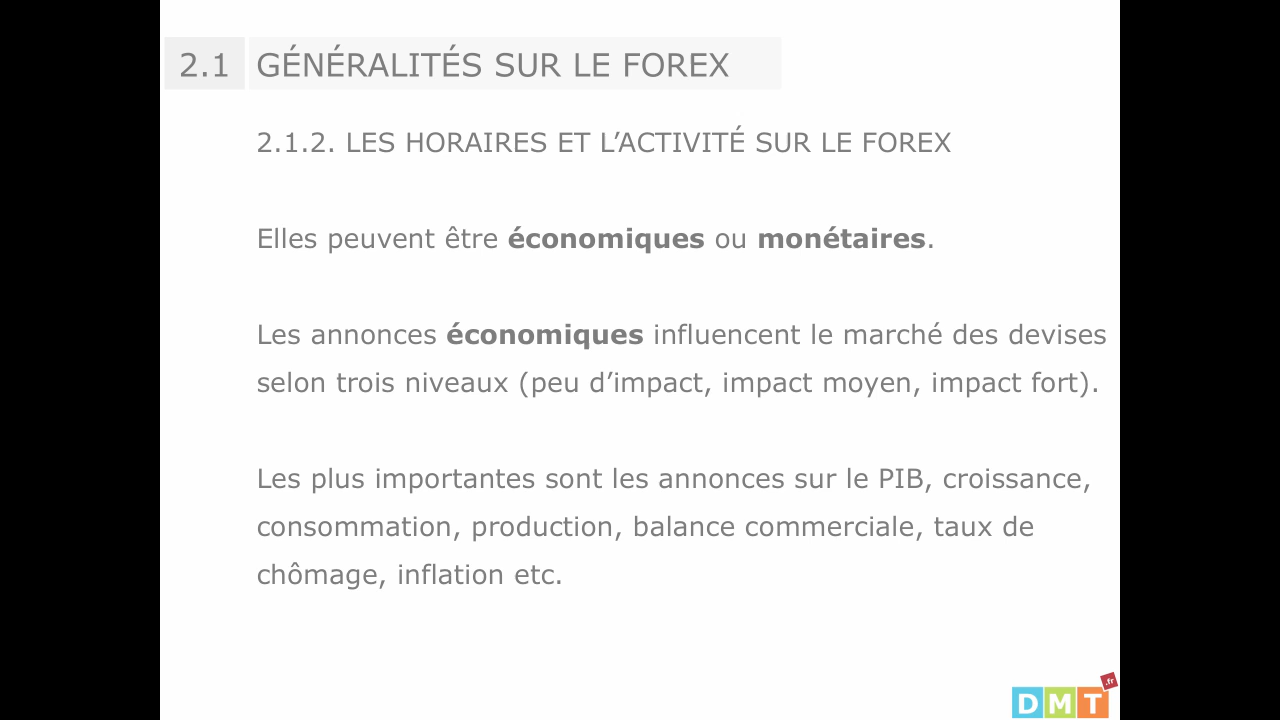 2.1 GÉNÉRALITÉS SUR LE FOREX
2.1.2. LES HORAIRES ET L’ACTIVITÉ SUR LE FOREX
Elles peuvent être économiques ou monétaires.
Les annonces économiques influencent le marché des devises
selon trois niveaux (peu d’impact, impact moyen, impact fort).
Les plus importantes sont les annonces sur le PIB, croissance,
consommation, production, balance commerciale, taux de
chômage, inflation etc.
DMT
.fr